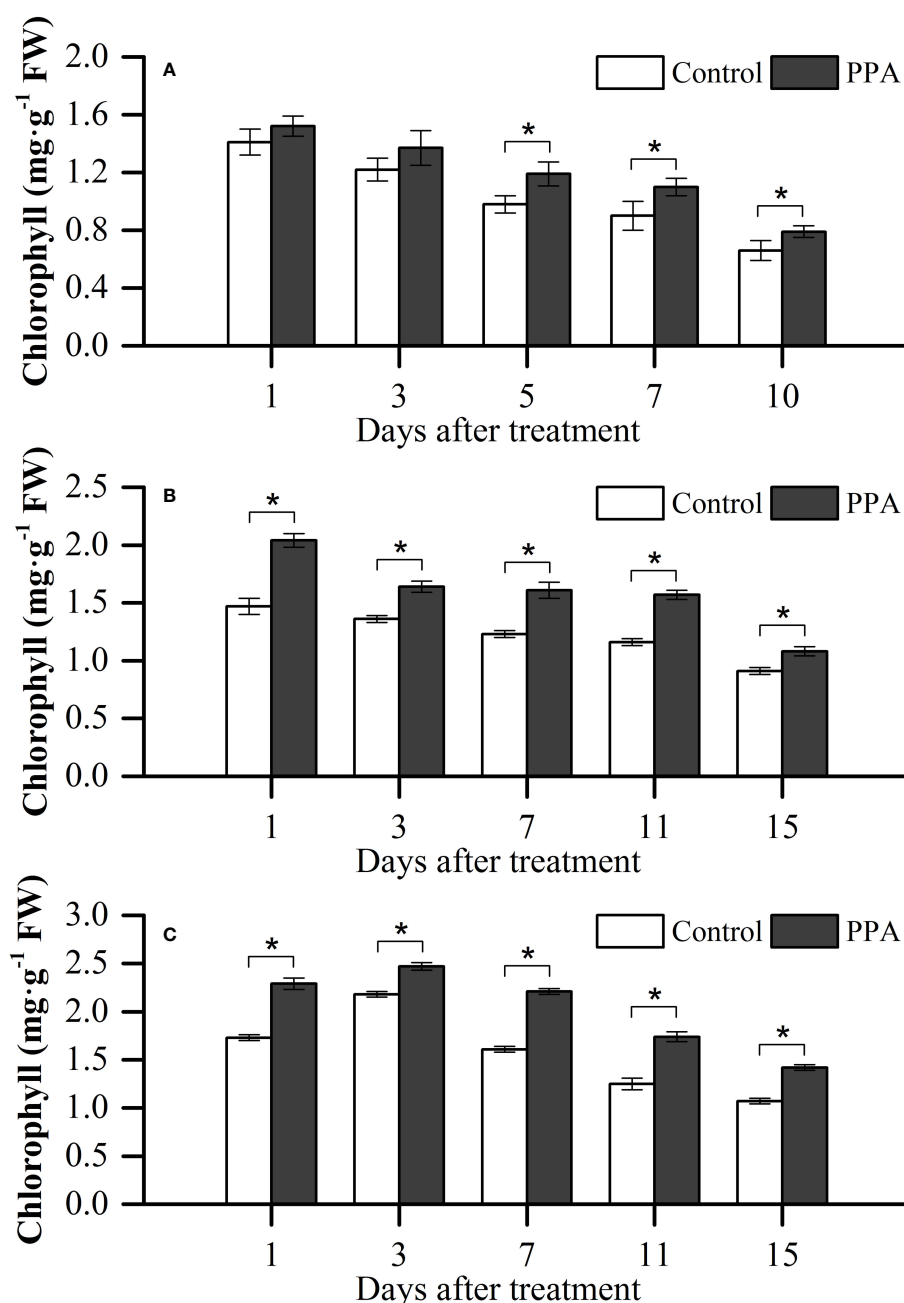 A
Control PPA
Chlorophyll (mg·g-1 FW)
2.0
1.6
1.2
0.8
0.4
0.0
* * *
1 3 5 7 10
Days after treatment
B
Control PPA
Chlorophyll (mg·g-1 FW)
2.5
2.0
1.5
1.0
0.5
0.0
* * * * *
1 3 7 11 15
Days after treatment
C
Control PPA
Chlorophyll (mg·g-1 FW)
3.0
2.5
2.0
1.5
1.0
0.5
0.0
* * * * *
1 3 7 11 15
Days after treatment